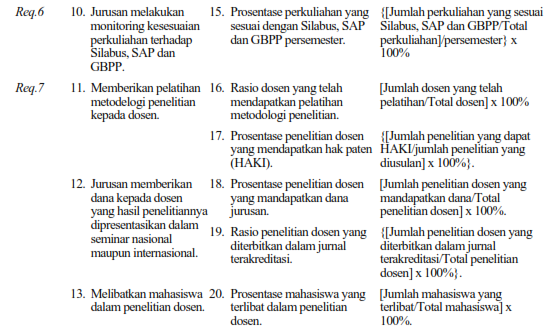 Req.6 10. Jurusan melakukan 15. Prosentase perkuliahan yang {[Jumlah perkuliahan yang sesuai
monitoring kesesuaian sesuai dengan Silabus, SAP Silabus, SAP dan GBPP/Total
perkuliahan terhadap dan GBPP persemester. perkuliahan]/persemester} x
Silabus, SAP dan 100%
GBPP.
Req.7 11. Memberikan pelatihan 16. Rasio dosen yang telah [Jumlah dosen yang telah
metodelogi penelitian mendapatkan pelatihan pelatihan/Total dosen] x 100%
kepada dosen. metodologi penelitian.
17. Prosentase penelitian dosen {[Jumlah penelitian yang dapat
yang mendapatkan hak paten HAKI/jumlah penelitian yang
(HAKI). diusulan] x 100%}.
12. Jurusan memberikan 18. Prosentase penelitian dosen [Jumlah penelitian dosen yang
dana kepada dosen yang mandapatkan dana mandapatkan dana/Total
yang hasil penelitiannya jurusan. penelitian dosen] x 100%.
dipresentasikan dalam 19. Rasio penelitian dosen yang {[Jumlah penelitian dosen yang
seminar nasional diterbitkan dalam jurnal diterbitkan dalam jurnal
maupun internasional. terakreditasi. terakreditasi/Total penelitian
dosen] x 100%}.
13. Melibatkan mahasiswa 20. Prosentase mahasiswa yang [Jumlah mahasiswa yang
dalam penelitian dosen. terlibat dalam penelitian terlibat/Total mahasiswa] x
dosen. 100%.